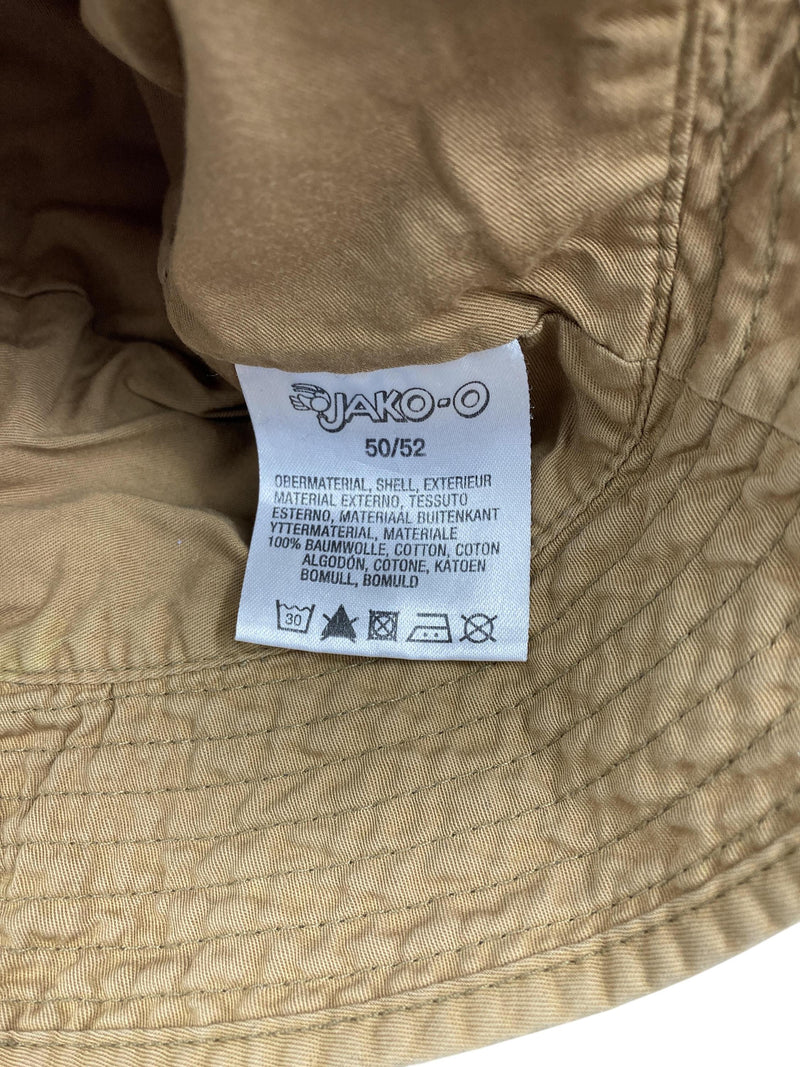 JAKO-O
50/52
OBERMATERIAL, SHELL, EXTERIEUR
MATERIAL EXTERNO, TESSUTO
ESTERNO, MATERIAAL BUITENKANT
YTTERMATERIAL, MATERIALE
100% BAUMWOLLE, COTTON, COTON
ALGODÓN, COTONE, KATOEN
BOMULL, BOMULD
30